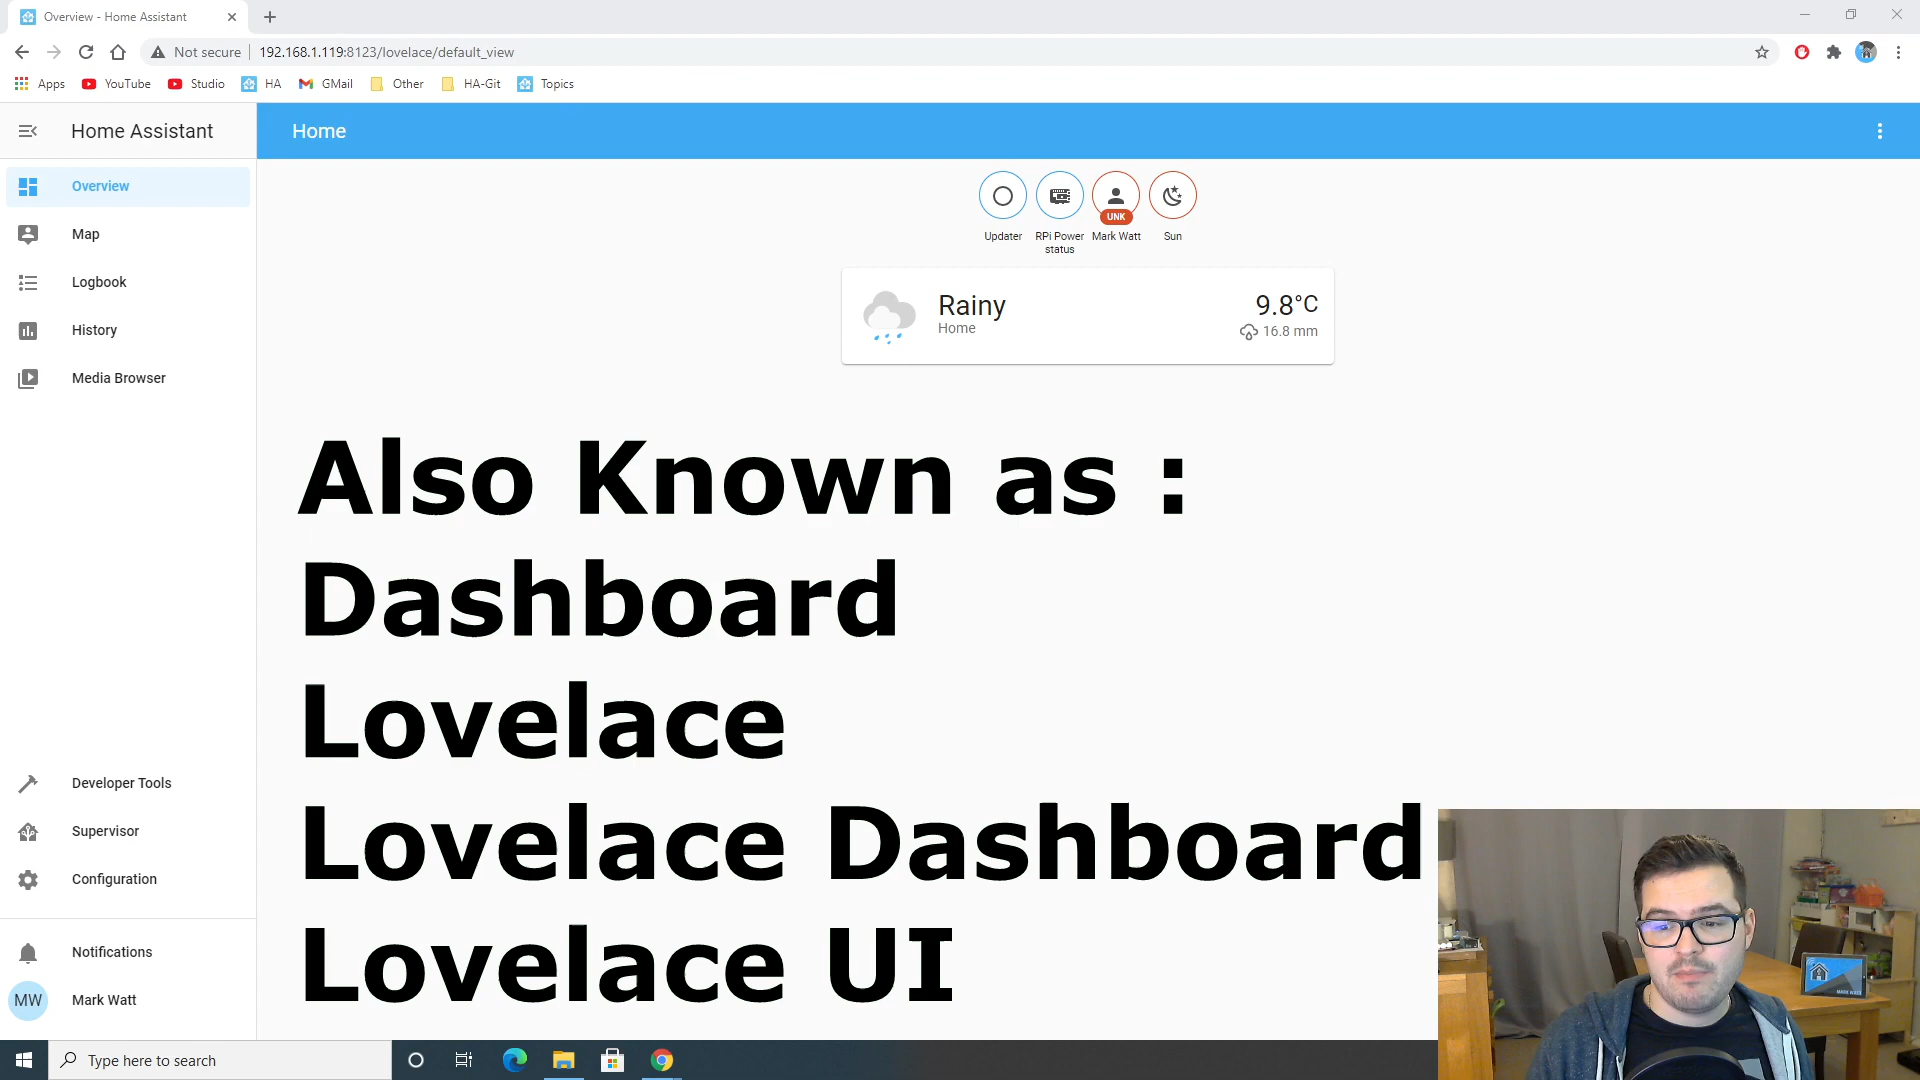 Overview - Home Assistant
Not secure
192.168.1.119:8123/lovelace/default_view
Apps
YouTube
Studio
HA
GMail
Other
HA-Git
Topics
Home Assistant
Home
Overview
Map
Logbook
History
Media Browser
Developer Tools
Supervisor
Configuration
Notifications
MW
Mark Watt
UNK
Updater
RPi Power
status
Mark Watt
Sun
Rainy
Home
9.8°C
16.8 mm
Also Known as :
Dashboard
Lovelace
Lovelace Dashboard
Lovelace UI
MARK WATT
Type here to search